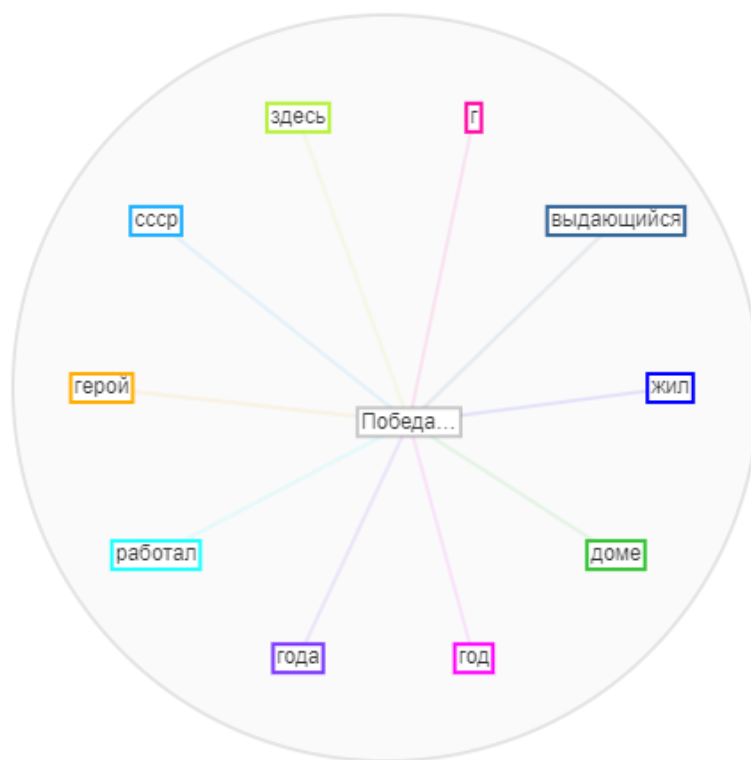 здесь
г
ссср
выдающийся
герой
жил
Победа...
работал
доме
года
год